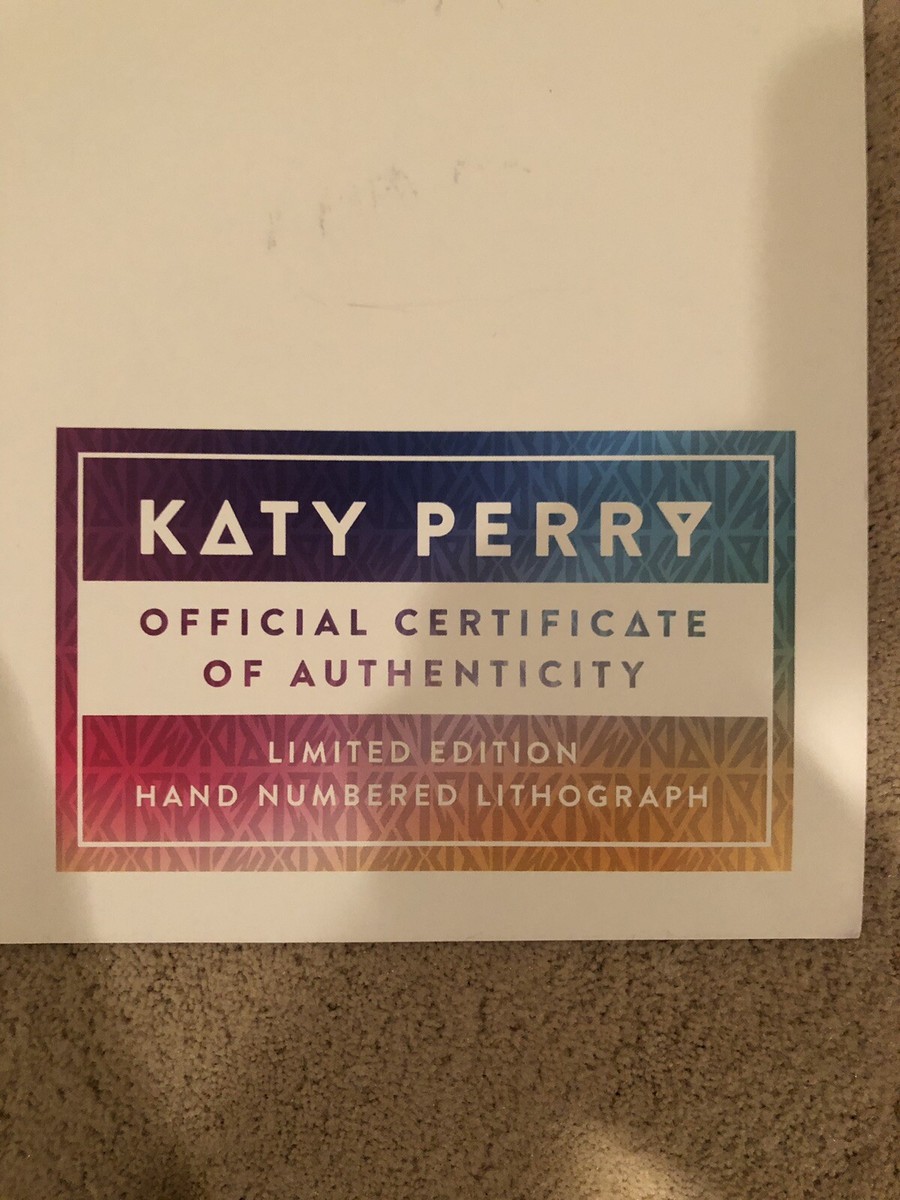 KATY PERRY
OFFICIAL CERTIFICATE
OF AUTHENTICITY
LIMITED EDITION
HAND NUMBERED LITHOGRAPH